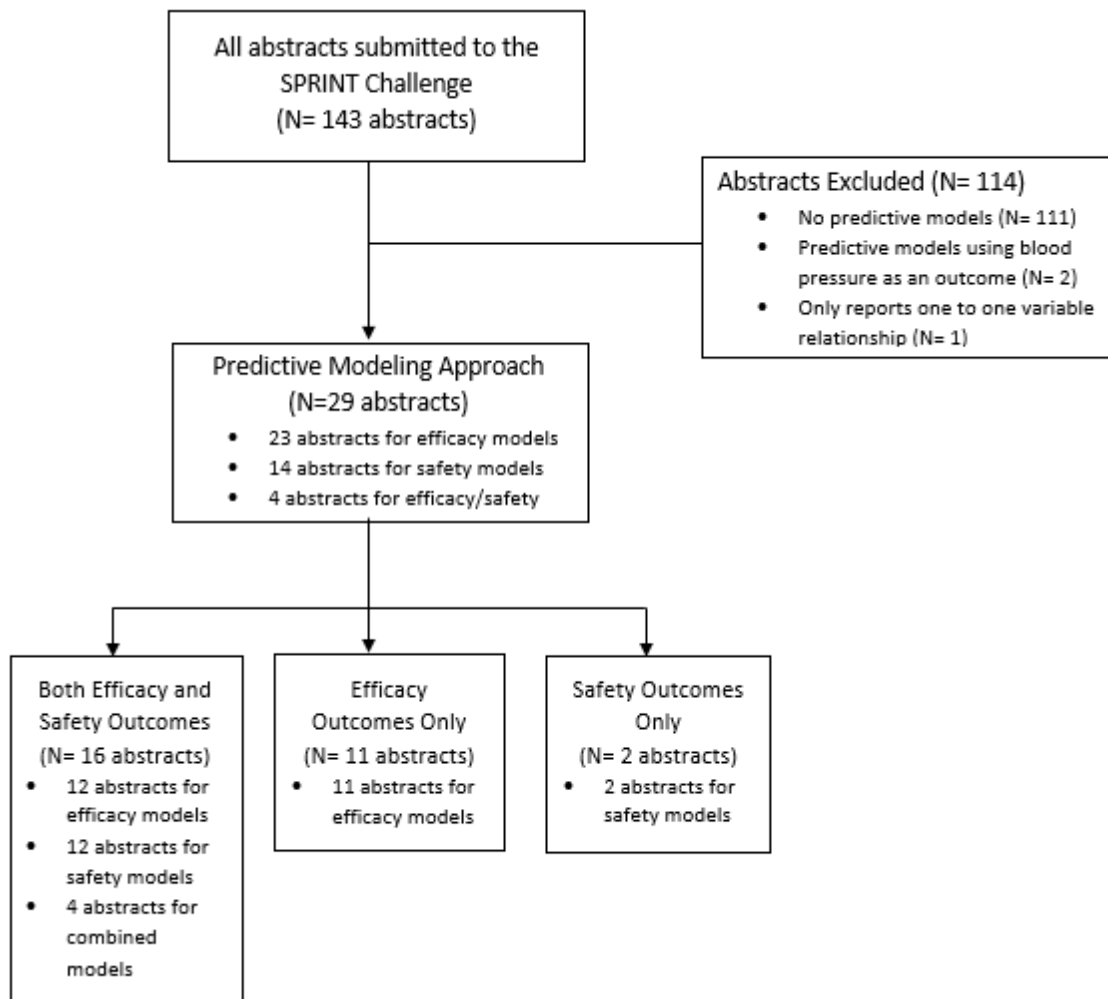 All abstracts submitted to the
SPRINT Challenge
(N= 143 abstracts)
Abstracts Excluded (N= 114)
• No predictive models (N= 111)
• Predictive models using blood
pressure as an outcome (N= 2)
• Only reports one to one variable
relationship (N= 1)
Predictive Modeling Approach
(N=29 abstracts)
• 23 abstracts for efficacy models
• 14 abstracts for safety models
• 4 abstracts for efficacy/safety
Both Efficacy and
Safety Outcomes
(N= 16 abstracts)
• 12 abstracts for
efficacy models
• 12 abstracts for
safety models
• 4 abstracts for
combined
models
Efficacy
Outcomes Only
(N= 11 abstracts)
• 11 abstracts for
efficacy models
Safety Outcomes
Only
(N= 2 abstracts)
• 2 abstracts for
safety models